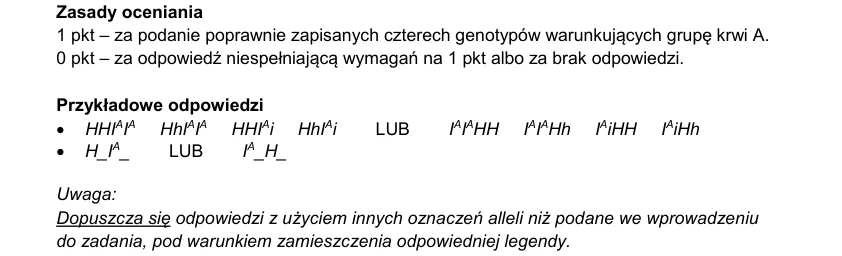 Zasady oceniania
1 pkt – za podanie poprawnie zapisanych czterech genotypów warunkujących grupę krwi A.
0 pkt – za odpowiedź niespełniającą wymagań na 1 pkt albo za brak odpowiedzi.
Przykładowe odpowiedzi
• HHIᴬIᴬ HhIᴬIᴬ HHIᴬi HhIᴬi LUB IᴬIᴬHH IᴬIᴬHh IᴬiHH IᴬiHh
• H_Iᴬ_ LUB Iᴬ_H_
Uwaga:
Dopuszcza się odpowiedzi z użyciem innych oznaczeń alleli niż podane we wprowadzeniu
do zadania, pod warunkiem zamieszczenia odpowiedniej legendy.